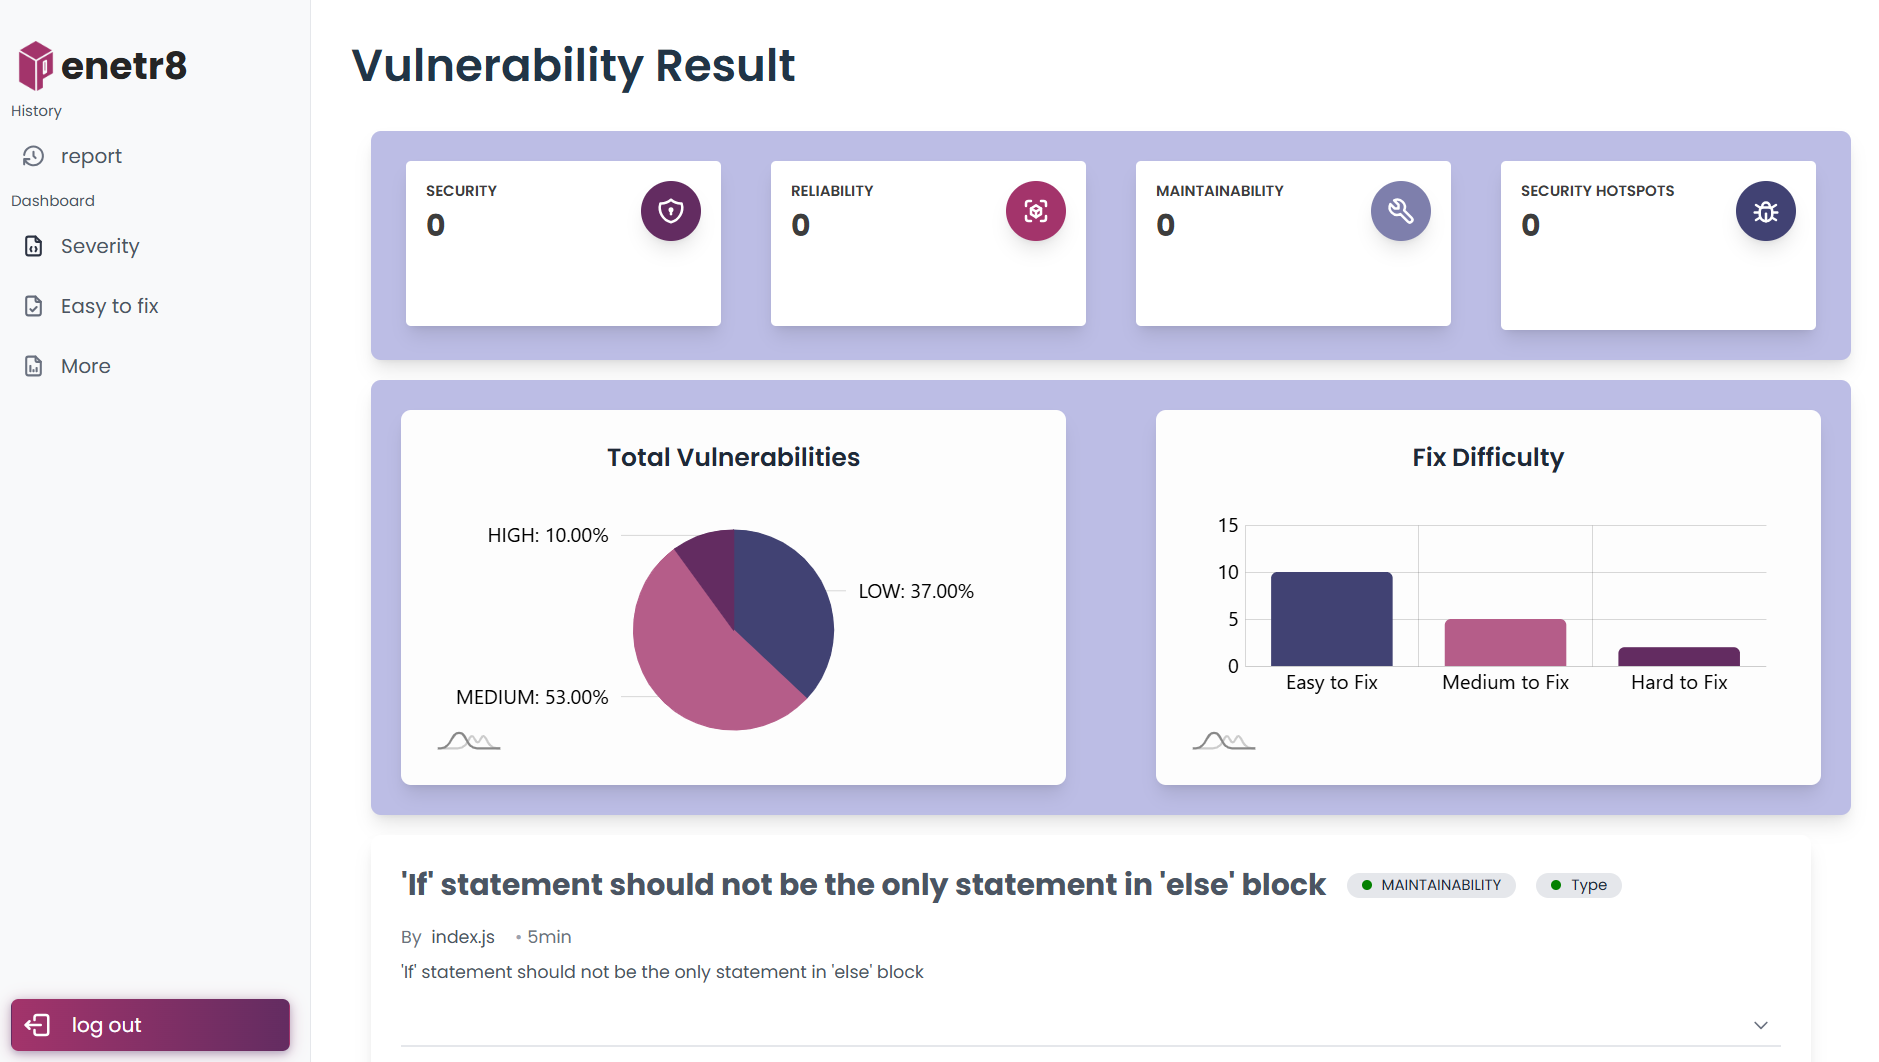 enetr8
History
report
Dashboard
Severity
Easy to fix
More
log out
Vulnerability Result
SECURITY
0
RELIABILITY
0
MAINTAINABILITY
0
SECURITY HOTSPOTS
0
Total Vulnerabilities
HIGH: 10.00%
LOW: 37.00%
MEDIUM: 53.00%
Fix Difficulty
15
10
5
0
Easy to Fix
Medium to Fix
Hard to Fix
'If' statement should not be the only statement in 'else' block
MAINTAINABILITY
Type
By index.js • 5min
'If' statement should not be the only statement in 'else' block